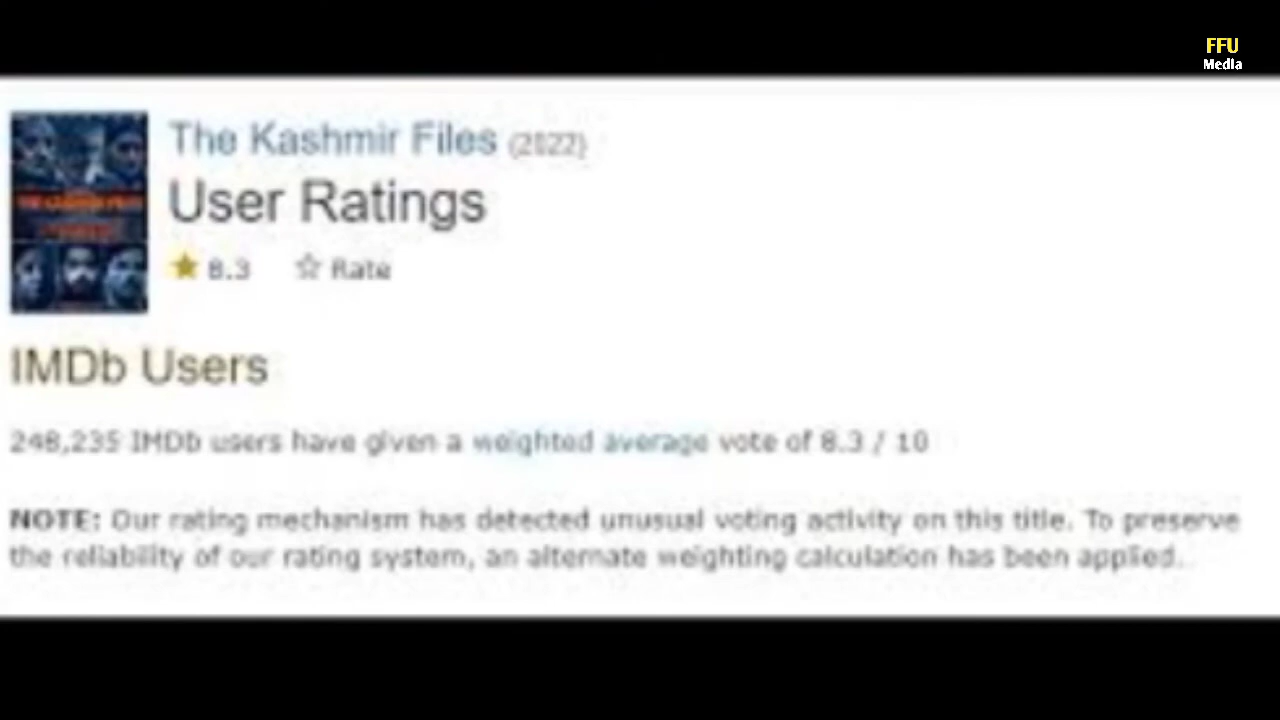 FFU
Media
The Kashmir Files (2022)
User Ratings
8.3 Rate
IMDb Users
248,235 IMDb users have given a weighted average vote of 8.3 / 10
NOTE: Our rating mechanism has detected unusual voting activity on this title. To preserve
the reliability of our rating system, an alternate weighting calculation has been applied.